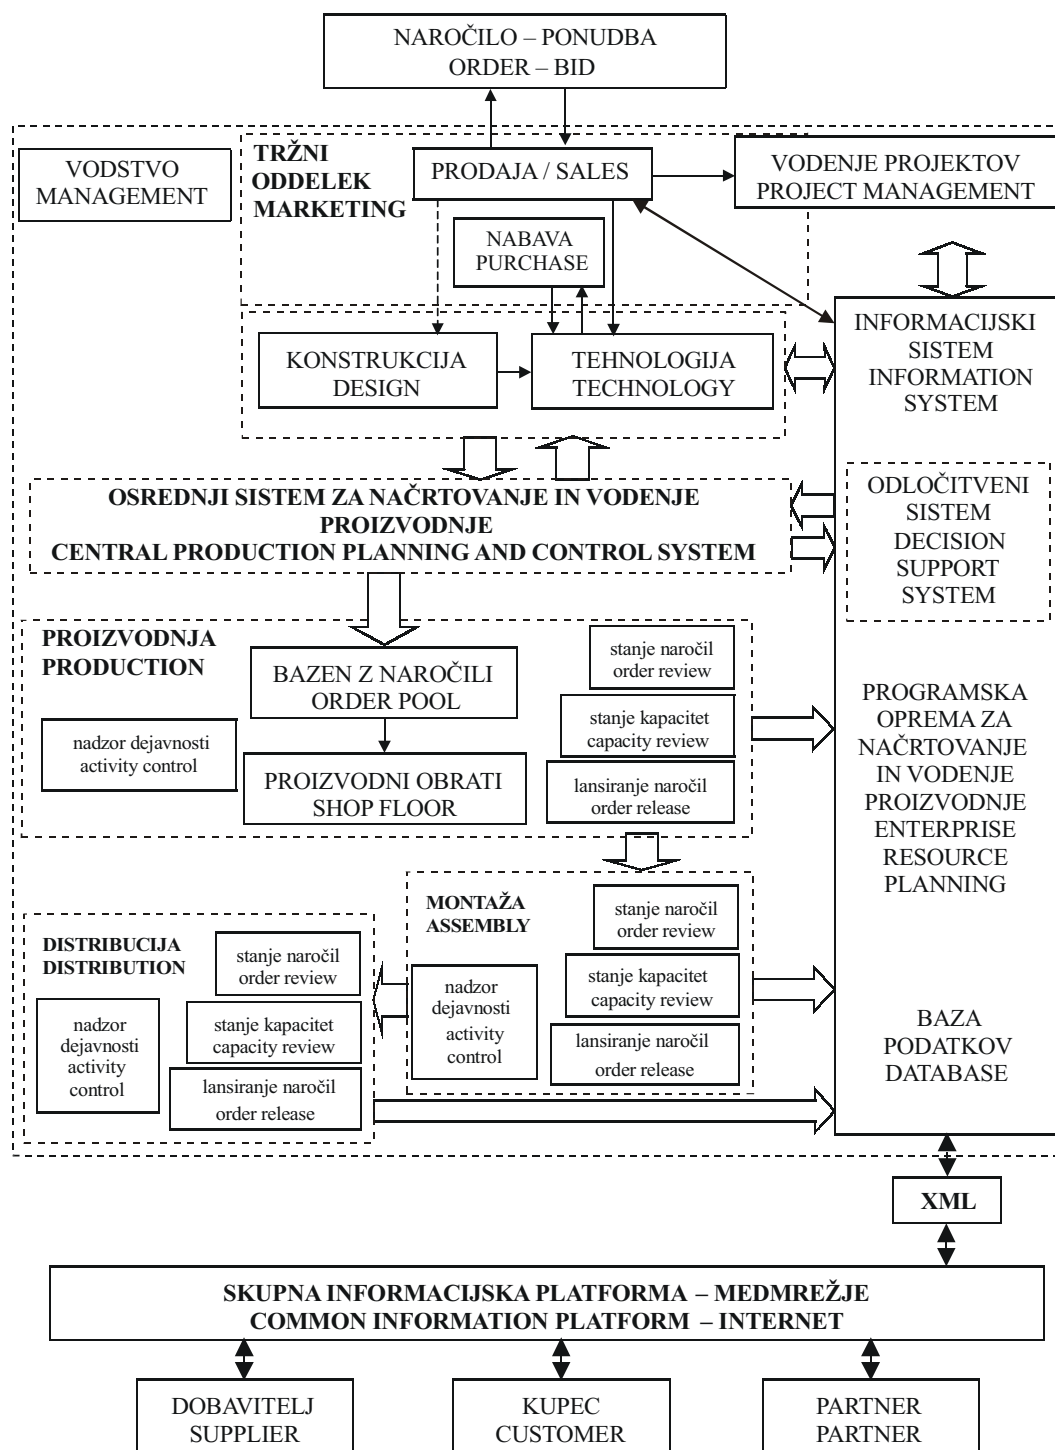 NAROČILO – PONUDBA
ORDER – BID
VODSTVO
MANAGEMENT
TRŽNI
ODDELEK
MARKETING
PRODAJA / SALES
VODENJE PROJEKTOV
PROJECT MANAGEMENT
NABAVA
PURCHASE
KONSTRUKCIJA
DESIGN
TEHNOLOGIJA
TECHNOLOGY
INFORMACIJSKI
SISTEM
INFORMATION
SYSTEM
OSREDNJI SISTEM ZA NAČRTOVANJE IN VODENJE
PROIZVODNJE
CENTRAL PRODUCTION PLANNING AND CONTROL SYSTEM
ODLOČITVENI
SISTEM
DECISION
SUPPORT
SYSTEM
PROIZVODNJA
PRODUCTION
BAZEN Z NAROČILI
ORDER POOL
stanje naročil
order review
nadzor dejavnosti
activity control
PROIZVODNI OBRATI
SHOP FLOOR
stanje kapacitet
capacity review
lansiranje naročil
order release
PROGRAMSKA
OPREMA ZA
NAČRTOVANJE
IN VODENJE
PROIZVODNJE
ENTERPRISE
RESOURCE
PLANNING
MONTAŽA
ASSEMBLY
stanje naročil
order review
nadzor
dejavnosti
activity
control
stanje kapacitet
capacity review
lansiranje naročil
order release
DISTRIBUCIJA
DISTRIBUTION
stanje naročil
order review
nadzor
dejavnosti
activity
control
stanje kapacitet
capacity review
lansiranje naročil
order release
BAZA
PODATKOV
DATABASE
XML
SKUPNA INFORMACIJSKA PLATFORMA – MEDMREŽJE
COMMON INFORMATION PLATFORM – INTERNET
DOBAVITELJ
SUPPLIER
KUPEC
CUSTOMER
PARTNER
PARTNER